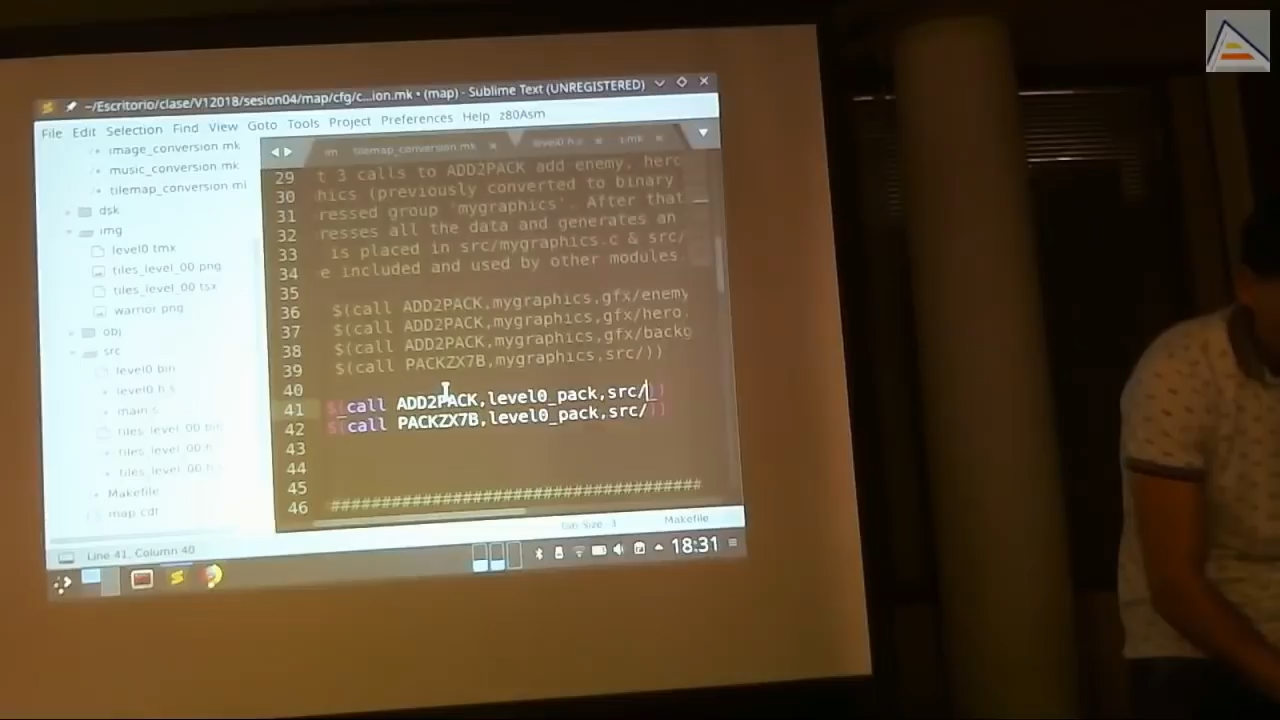 ~/Escritorio/clase/V12018/sesion04/map/cfg/c...ion.mk • (map) - Sublime Text (UNREGISTERED)
File Edit Selection Find View Goto Tools Project Preferences Help z80Asm
image_conversion mk
music_conversion mk
tilemap_conversion ml
dsk
img
level0 tmx
tiles_level_00 png
tiles_level_00 tsx
warrior png
obj
src
level0 bin
level0 h s
main s
tiles_level_00 bin
tiles_level_00 h
tiles_level_00 h
Makefile
map cdt
tilemap_conversion.mk level0 h.s
29 t 3 calls to ADD2PACK add enemy, hero
30 hics (previously converted to binary
31 ressed group 'mygraphics'. After that
32 resses all the data and generates an
33 is placed in src/mygraphics.c & src/
34 e included and used by other modules.
35
36 $(call ADD2PACK,mygraphics,gfx/enemy
37 $(call ADD2PACK,mygraphics,gfx/hero.
38 $(call ADD2PACK,mygraphics,gfx/backg
39 $(call PACKZX7B,mygraphics,src/))
40
41 $(call ADD2PACK,level0_pack,src/))
42 $(call PACKZX7B,level0_pack,src/))
43
44
45
46 ####################################
Line 41, Column 40
Tab Size: 3
Makefile
18:31